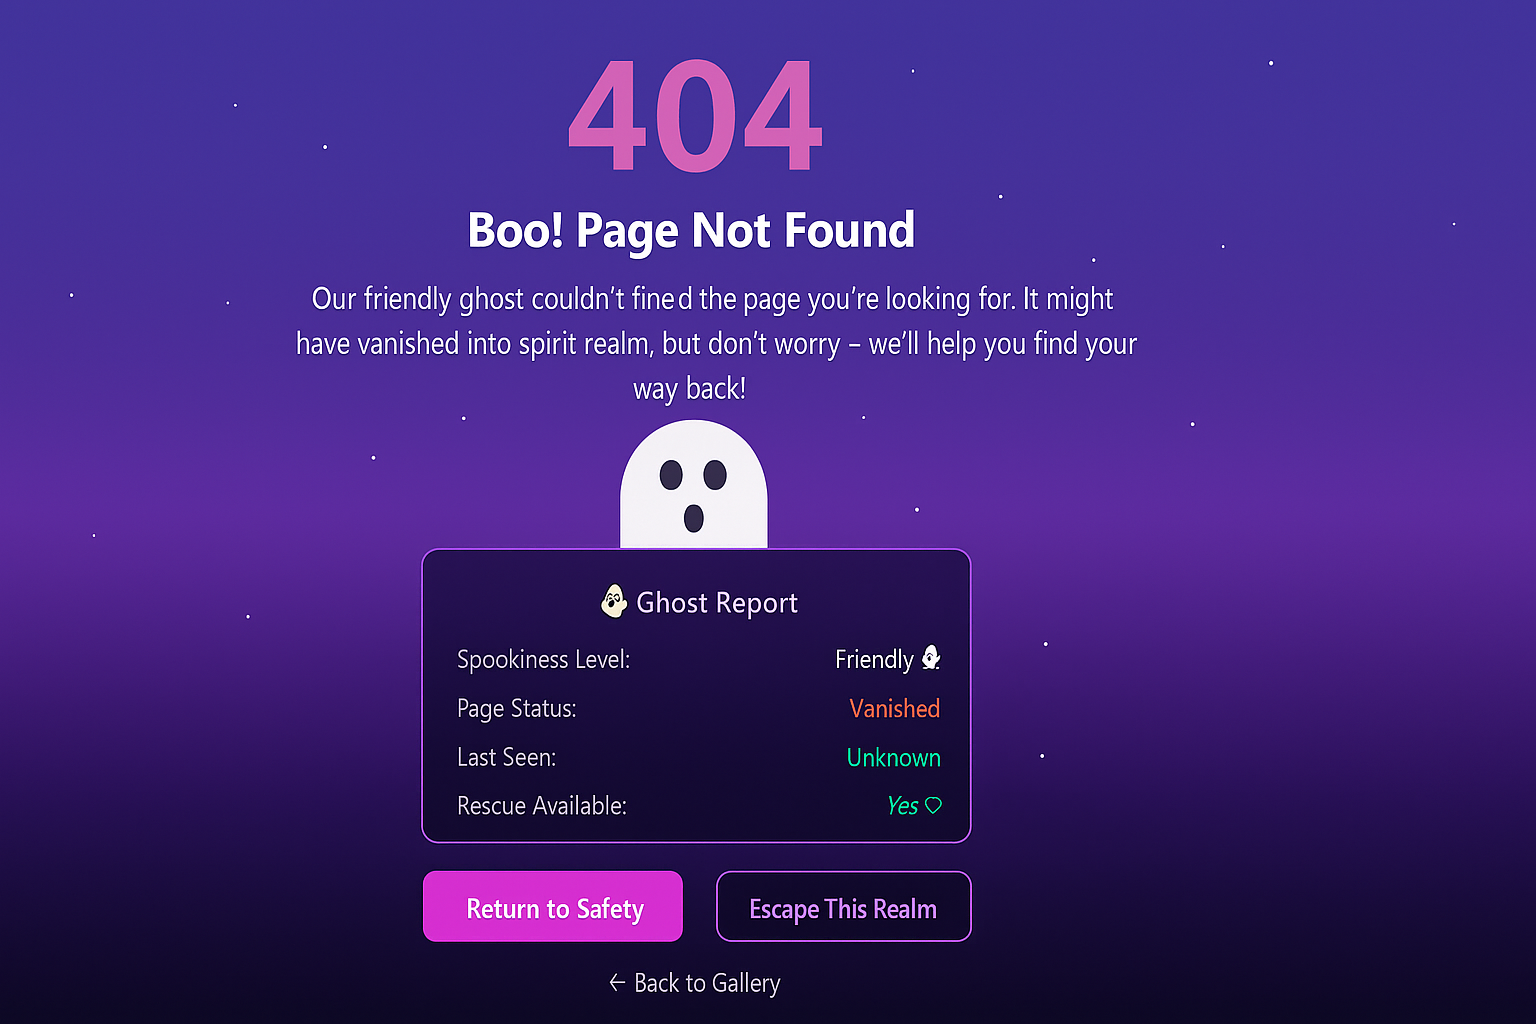 404
Boo! Page Not Found
Our friendly ghost couldn’t fined the page you’re looking for. It might
have vanished into spirit realm, but don’t worry – we’ll help you find your
way back!
Ghost Report
Spookiness Level: Friendly
Page Status: Vanished
Last Seen: Unknown
Rescue Available: Yes ♡
Return to Safety Escape This Realm
← Back to Gallery